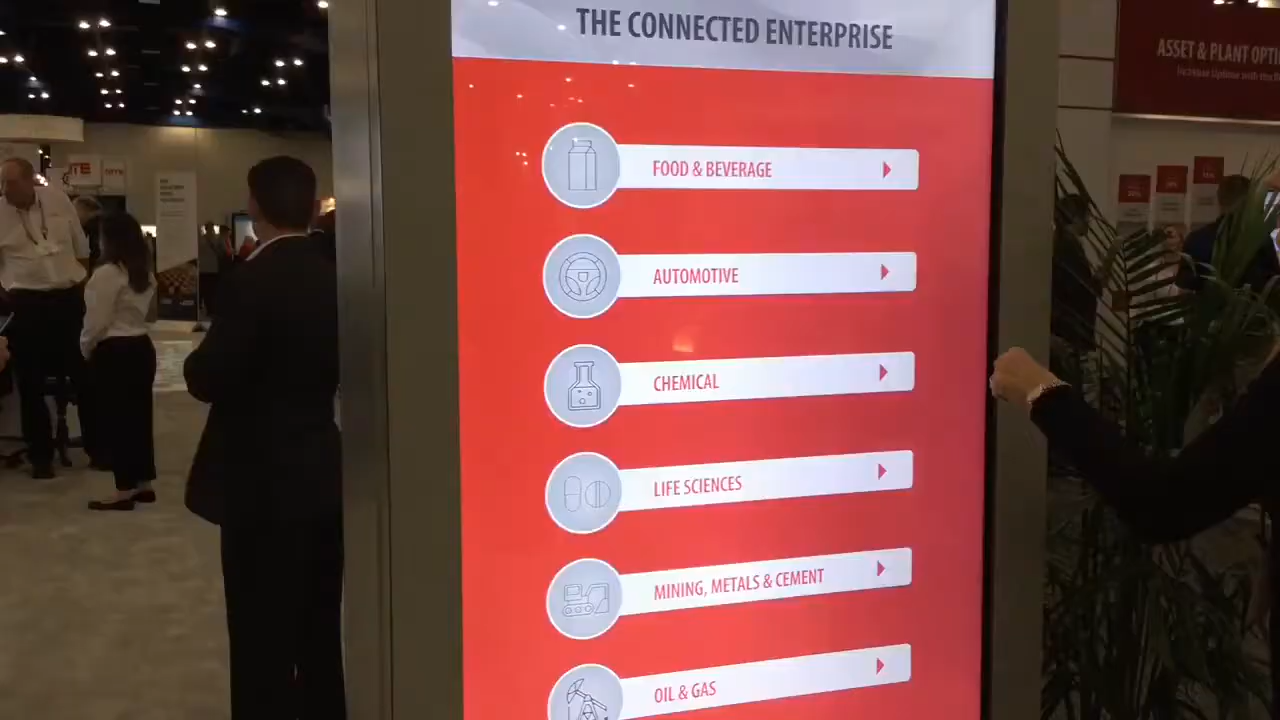 THE CONNECTED ENTERPRISE
FOOD & BEVERAGE
AUTOMOTIVE
CHEMICAL
LIFE SCIENCES
MINING, METALS & CEMENT
OIL & GAS
ASSET & PLANT OPTI